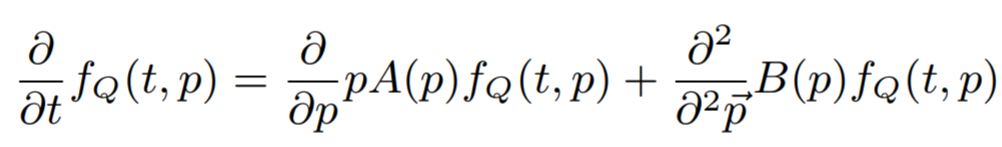 ∂/∂t f_Q(t, p) = ∂/∂p pA(p)f_Q(t, p) + ∂²/∂²p⃗ B(p)f_Q(t, p)